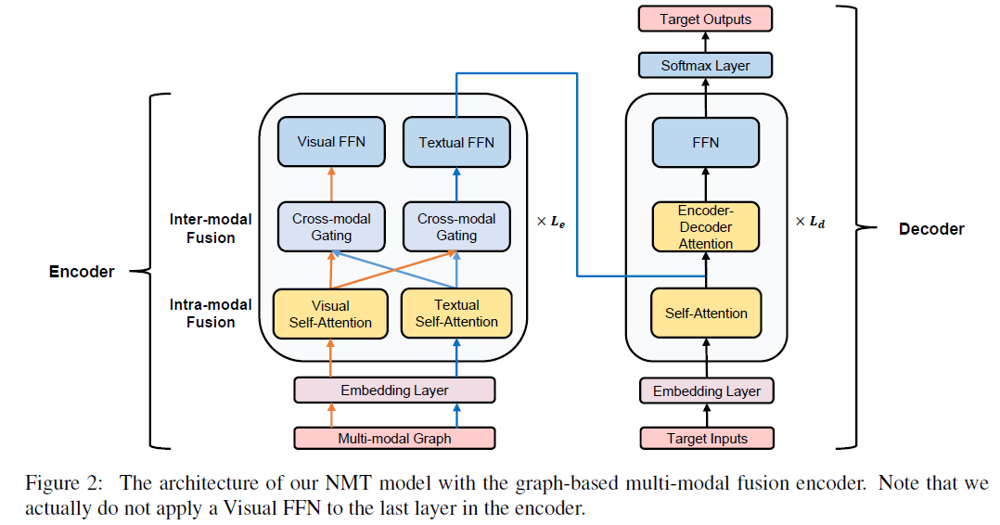 Target Outputs
Softmax Layer
Visual FFN
Textual FFN
FFN
Inter-modal
Fusion
Cross-modal
Gating
Cross-modal
Gating
× Le
Encoder-
Decoder
Attention
× Ld
Decoder
Encoder
Intra-modal
Fusion
Visual
Self-Attention
Textual
Self-Attention
Self-Attention
Embedding Layer
Embedding Layer
Multi-modal Graph
Target Inputs
Figure 2: The architecture of our NMT model with the graph-based multi-modal fusion encoder. Note that we
actually do not apply a Visual FFN to the last layer in the encoder.